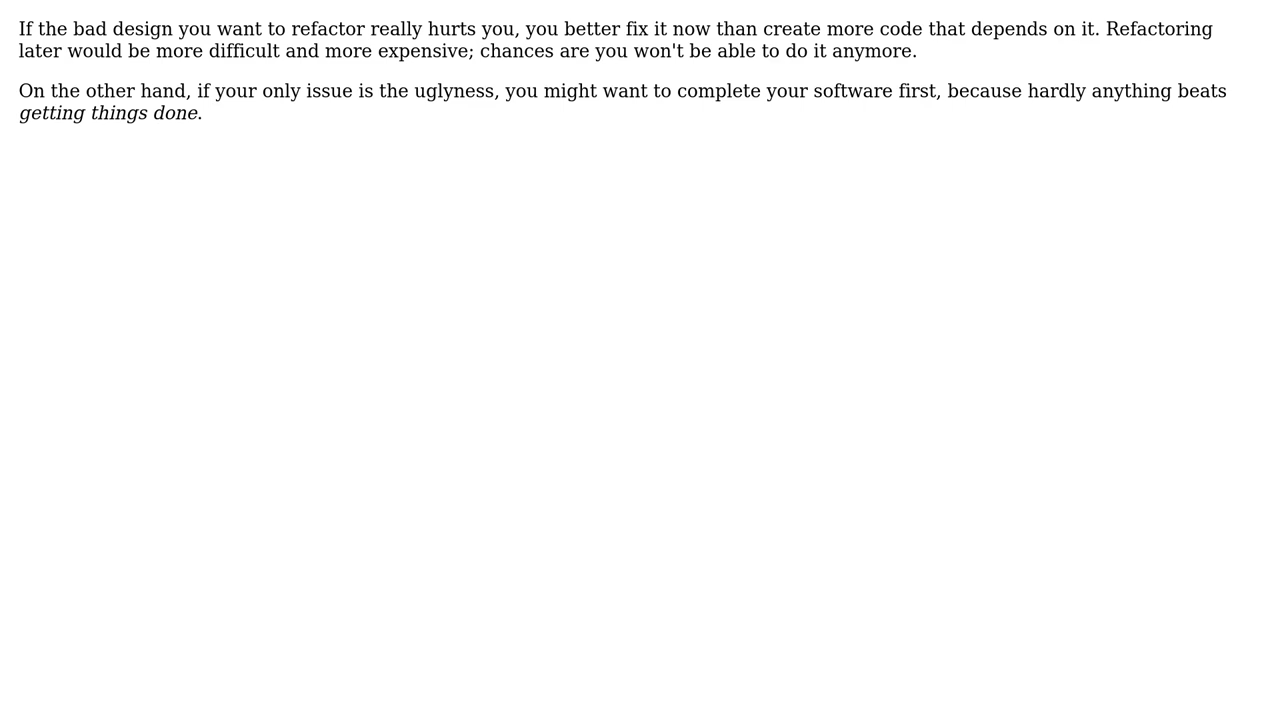 If the bad design you want to refactor really hurts you, you better fix it now than create more code that depends on it. Refactoring
later would be more difficult and more expensive; chances are you won't be able to do it anymore.
On the other hand, if your only issue is the uglyness, you might want to complete your software first, because hardly anything beats
getting things done.